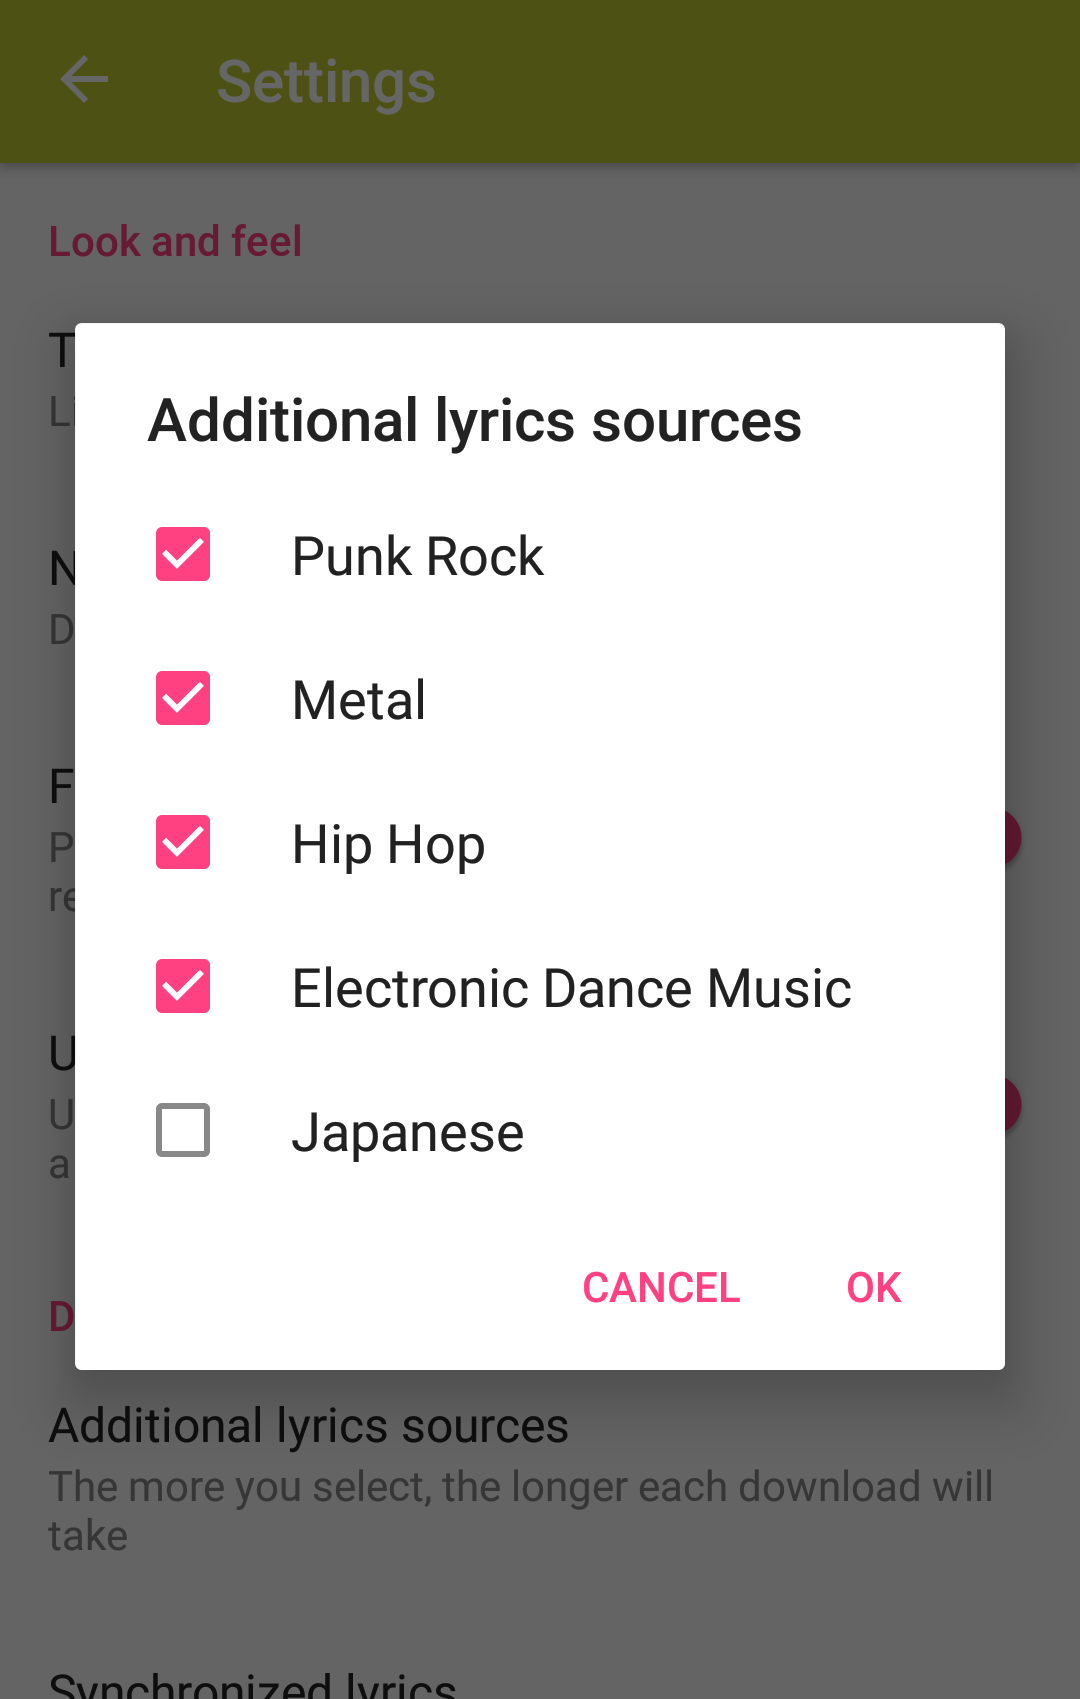 Settings
Look and feel
Additional lyrics sources
Punk Rock
Metal
Hip Hop
Electronic Dance Music
Japanese
CANCEL OK
Additional lyrics sources
The more you select, the longer each download will
take
Synchronized lyrics